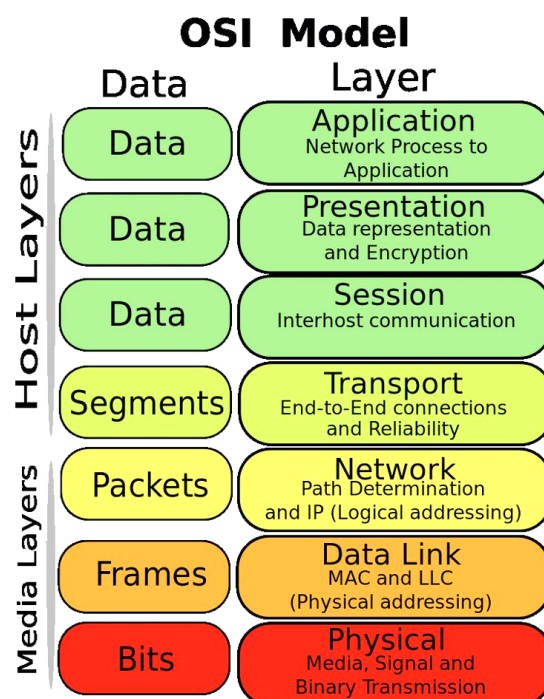 OSI Model
Data
Layer
Host Layers
Data
Application
Network Process to
Application
Data
Presentation
Data representation
and Encryption
Data
Session
Interhost communication
Segments
Transport
End-to-End connections
and Reliability
Media Layers
Packets
Network
Path Determination
and IP (Logical addressing)
Frames
Data Link
MAC and LLC
(Physical addressing)
Bits
Physical
Media, Signal and
Binary Transmission